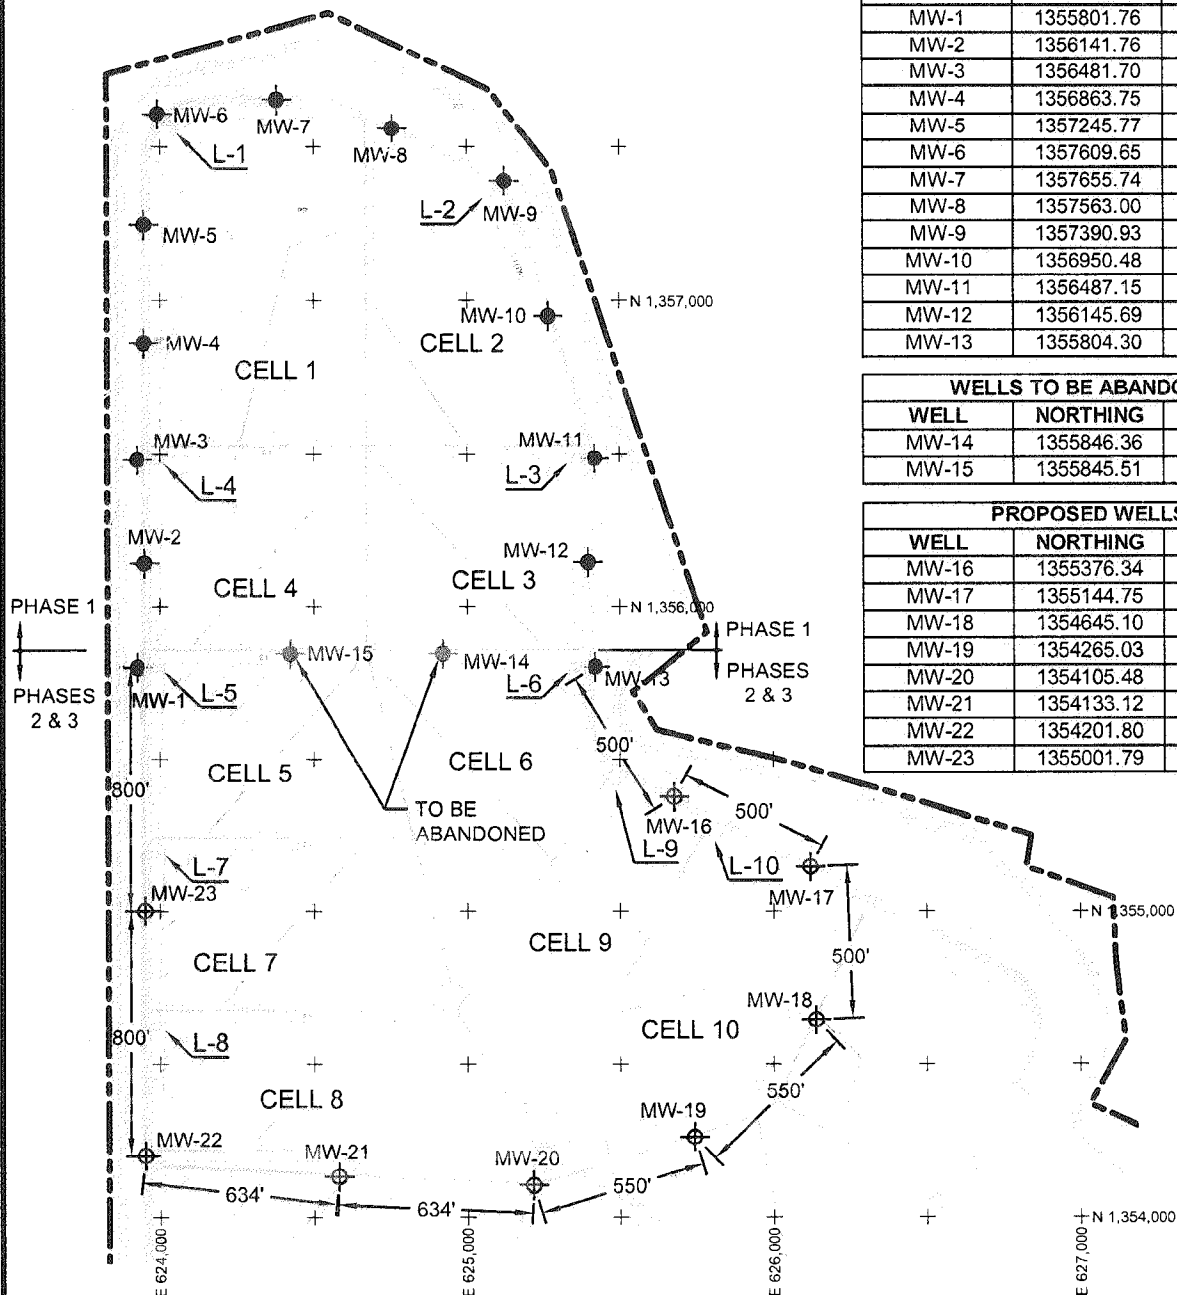 MW-1 1355801.76
MW-2 1356141.76
MW-3 1356481.70
MW-4 1356863.75
MW-5 1357245.77
MW-6 1357609.65
MW-7 1357655.74
MW-8 1357563.00
MW-9 1357390.93
MW-10 1356950.48
MW-11 1356487.15
MW-12 1356145.69
MW-13 1355804.30
WELLS TO BE
WELL NORTHING
MW-14 1355846.36
MW-15 1355845.51
PROPOSED WELLS
WELL NORTHING
MW-16 1355376.34
MW-17 1355144.75
MW-18 1354645.10
MW-19 1354265.03
MW-20 1354105.48
MW-21 1354133.12
MW-22 1354201.80
MW-23 1355001.79
MW-6
MW-7
MW-8
L-1
L-2
MW-9
MW-5
N 1,357,000
MW-10
MW-4
CELL 2
CELL 1
MW-3
MW-11
L-4
L-3
MW-2
MW-12
CELL 4
CELL 3
N 1,356,000
PHASE 1
PHASE 1
MW-15
MW-14
PHASES
2 & 3
PHASES
2 & 3
MW-1
L-5
L-6
MW-13
500'
CELL 5
CELL 6
800'
TO BE
ABANDONED
MW-16
500'
L-9
L-10
L-7
MW-23
MW-17
N 1,355,000
CELL 9
CELL 7
500'
MW-18
CELL 10
800'
L-8
550'
CELL 8
MW-19
MW-22
MW-21
MW-20
634'
634'
550'
N 1,354,000
E 624,000
E 625,000
E 626,000
E 627,000